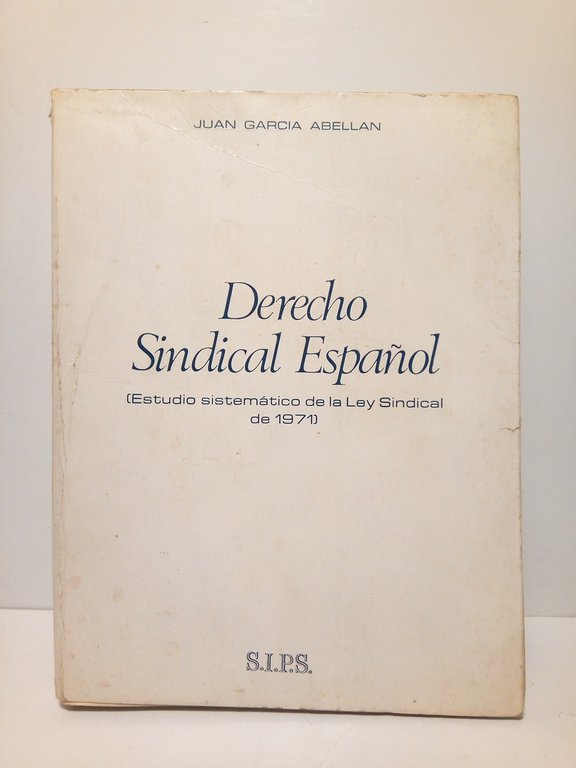 JUAN GARCIA ABELLAN
Derecho
Sindical Español
(Estudio sistemático de la Ley Sindical
de 1971)
S.I.P.S.